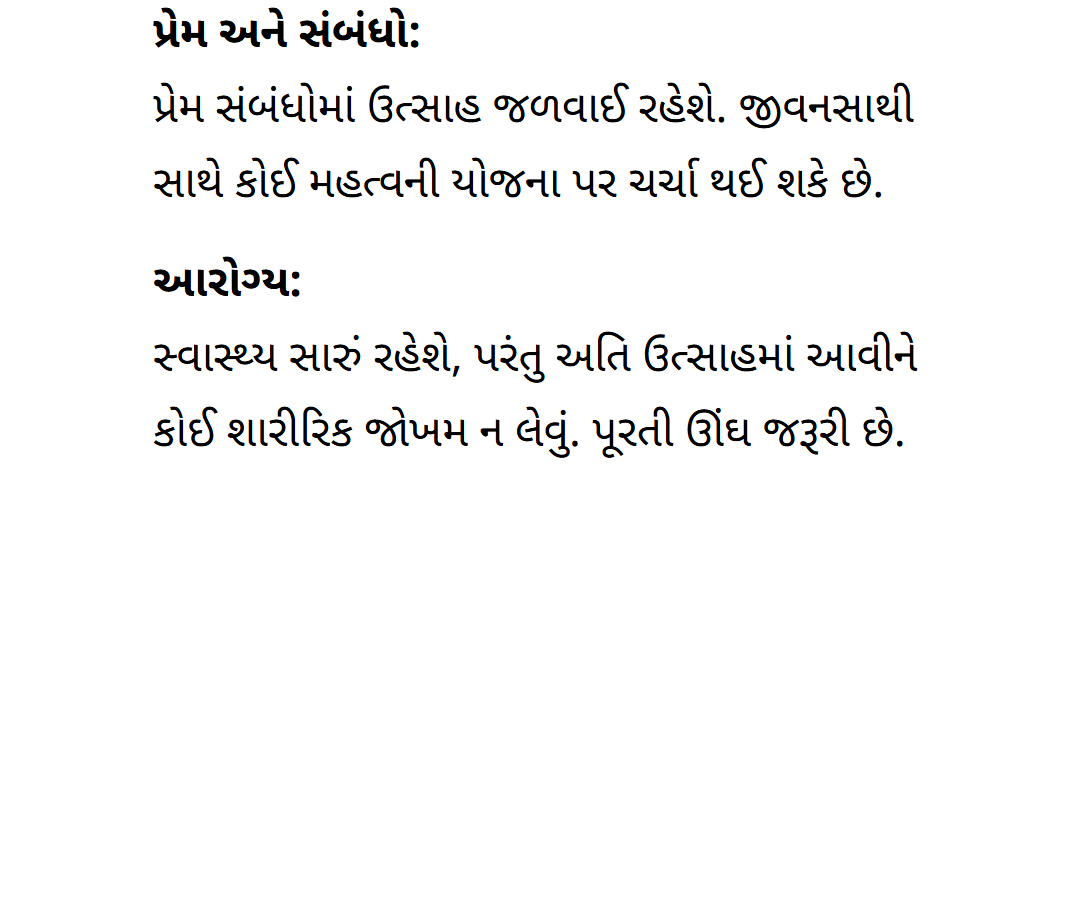 પ્રેમ અને સંબંધો:
પ્રેમ સંબંધોમાં ઉત્સાહ જળવાઈ રહેશે. જીવનસાથી
સાથે કોઈ મહત્વની યોજના પર ચર્ચા થઈ શકે છે.
આરોગ્ય:
સ્વાસ્થ્ય સારું રહેશે, પરંતુ અતિ ઉત્સાહમાં આવીને
કોઈ શારીરિક જોખમ ન લેવું. પૂરતી ઊંઘ જરૂરી છે.